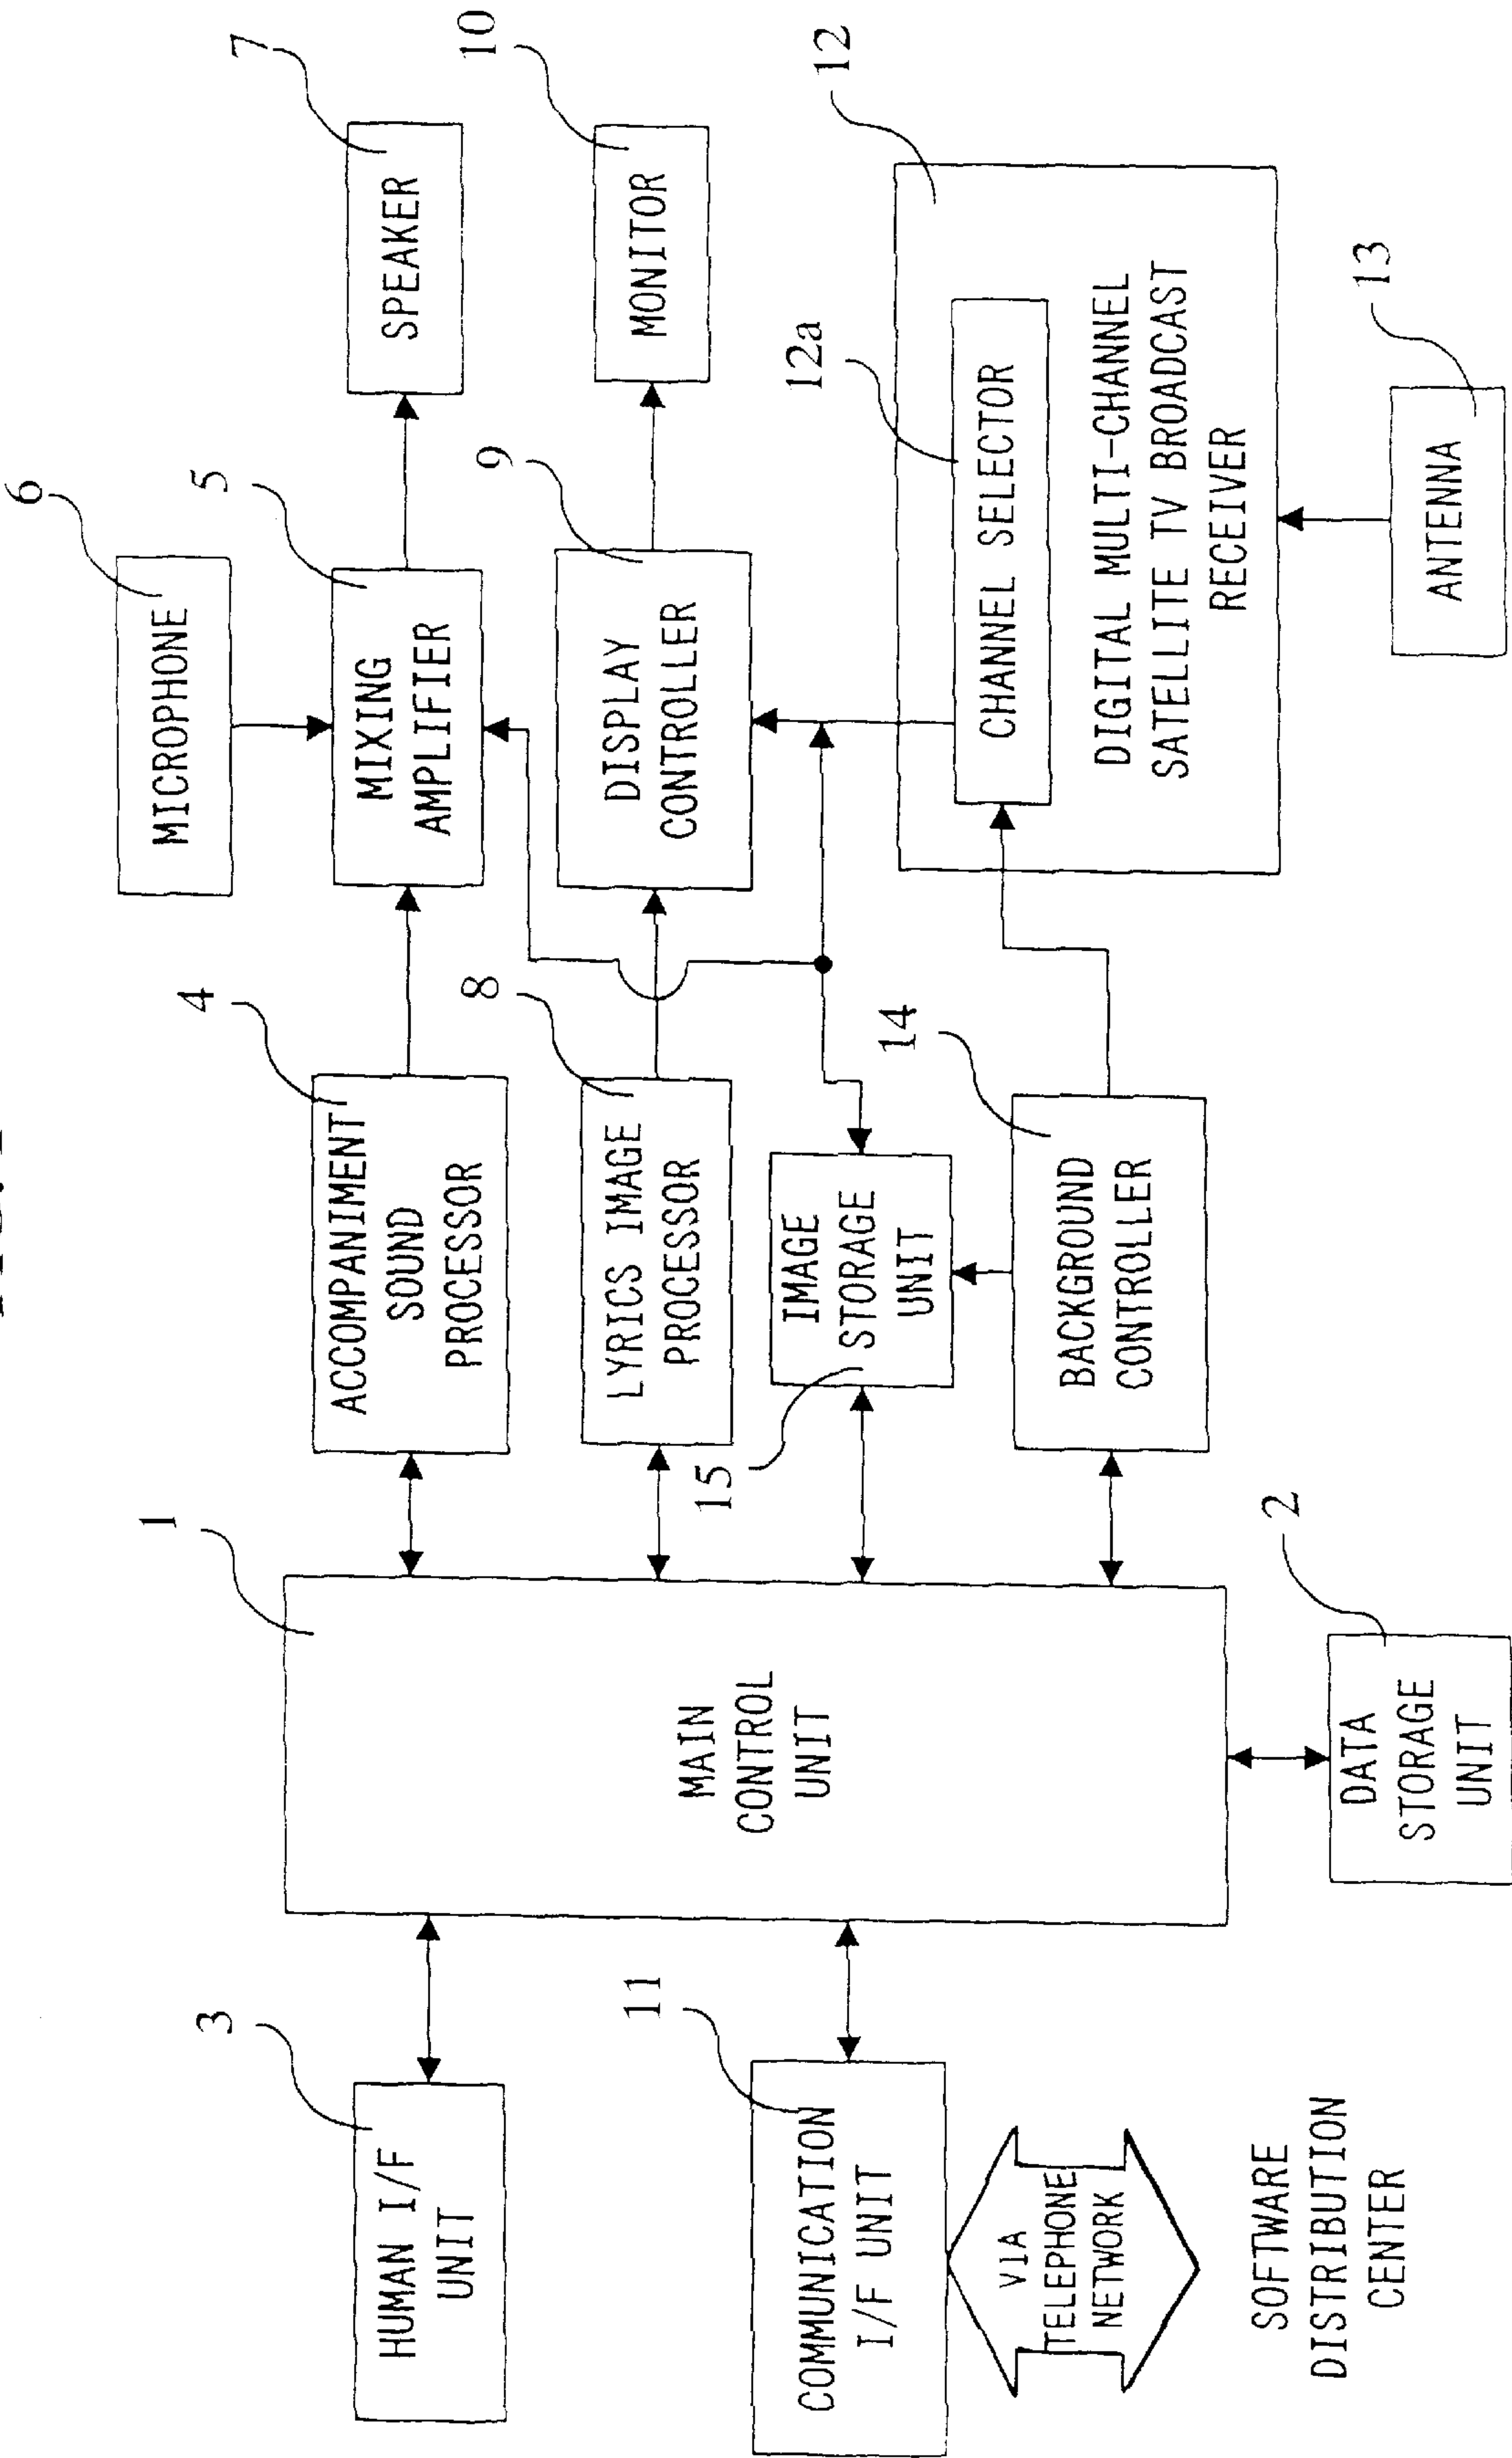 6
MICROPHONE
7
SPEAKER
5
MIXING
AMPLIFIER
4
ACCOMPANIMENT
SOUND
PROCESSOR
1
MAIN
CONTROL
UNIT
3
HUMAN I/F
UNIT
10
MONITOR
9
DISPLAY
CONTROLLER
8
LYRICS IMAGE
PROCESSOR
11
COMMUNICATION
I/F UNIT
VIA
TELEPHONE
NETWORK
SOFTWARE
DISTRIBUTION
CENTER
15
IMAGE
STORAGE
UNIT
14
BACKGROUND
CONTROLLER
12
12a
CHANNEL SELECTOR
DIGITAL MULTI-CHANNEL
SATELLITE TV BROADCAST
RECEIVER
13
ANTENNA
2
DATA
STORAGE
UNIT